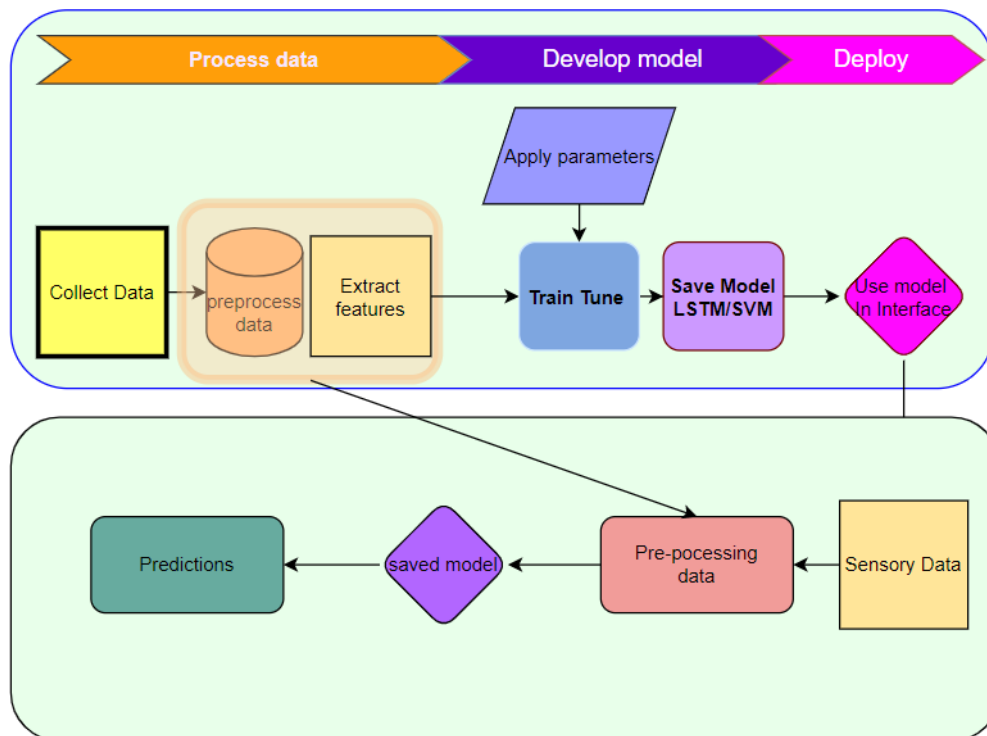 Process data
Develop model
Deploy
Apply parameters
Collect Data
preprocess
data
Extract
features
Train Tune
Save Model
LSTM/SVM
Use model
In Interface
Predictions
saved model
Pre-pocessing
data
Sensory Data